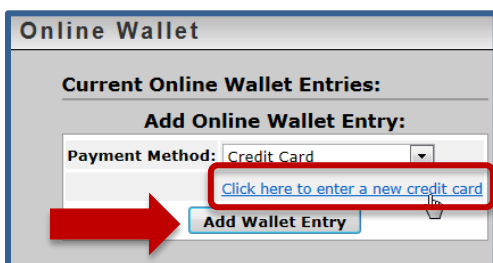 Online Wallet
Current Online Wallet Entries:
Add Online Wallet Entry:
Payment Method: Credit Card
Click here to enter a new credit card
Add Wallet Entry